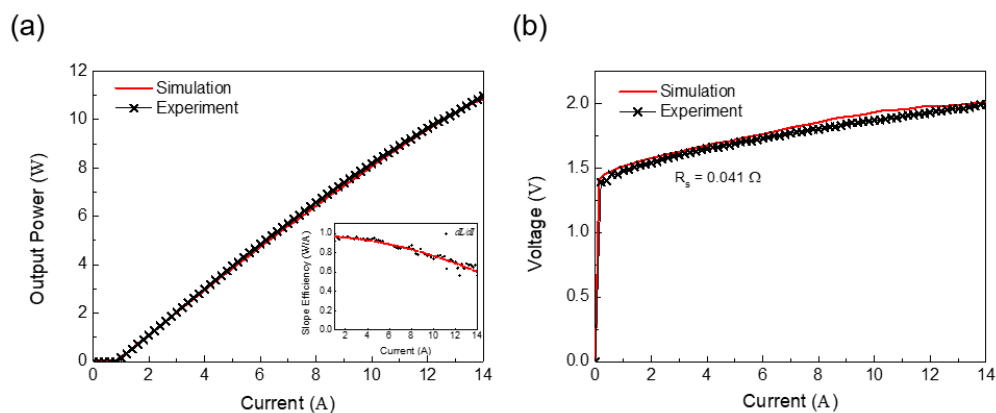 (a)
12
10
8
6
4
2
0
Output Power (W)
Simulation
Experiment
1.0
0.8
0.6
0.4
0.2
0.0
Slope Efficiency (W/A)
dL/dI
2 4 6 8 10 12 14
Current (A)
0 2 4 6 8 10 12 14
Current (A)
(b)
2.0
1.5
1.0
0.5
0.0
Voltage (V)
Simulation
Experiment
Rs = 0.041 Ω
0 2 4 6 8 10 12 14
Current (A)